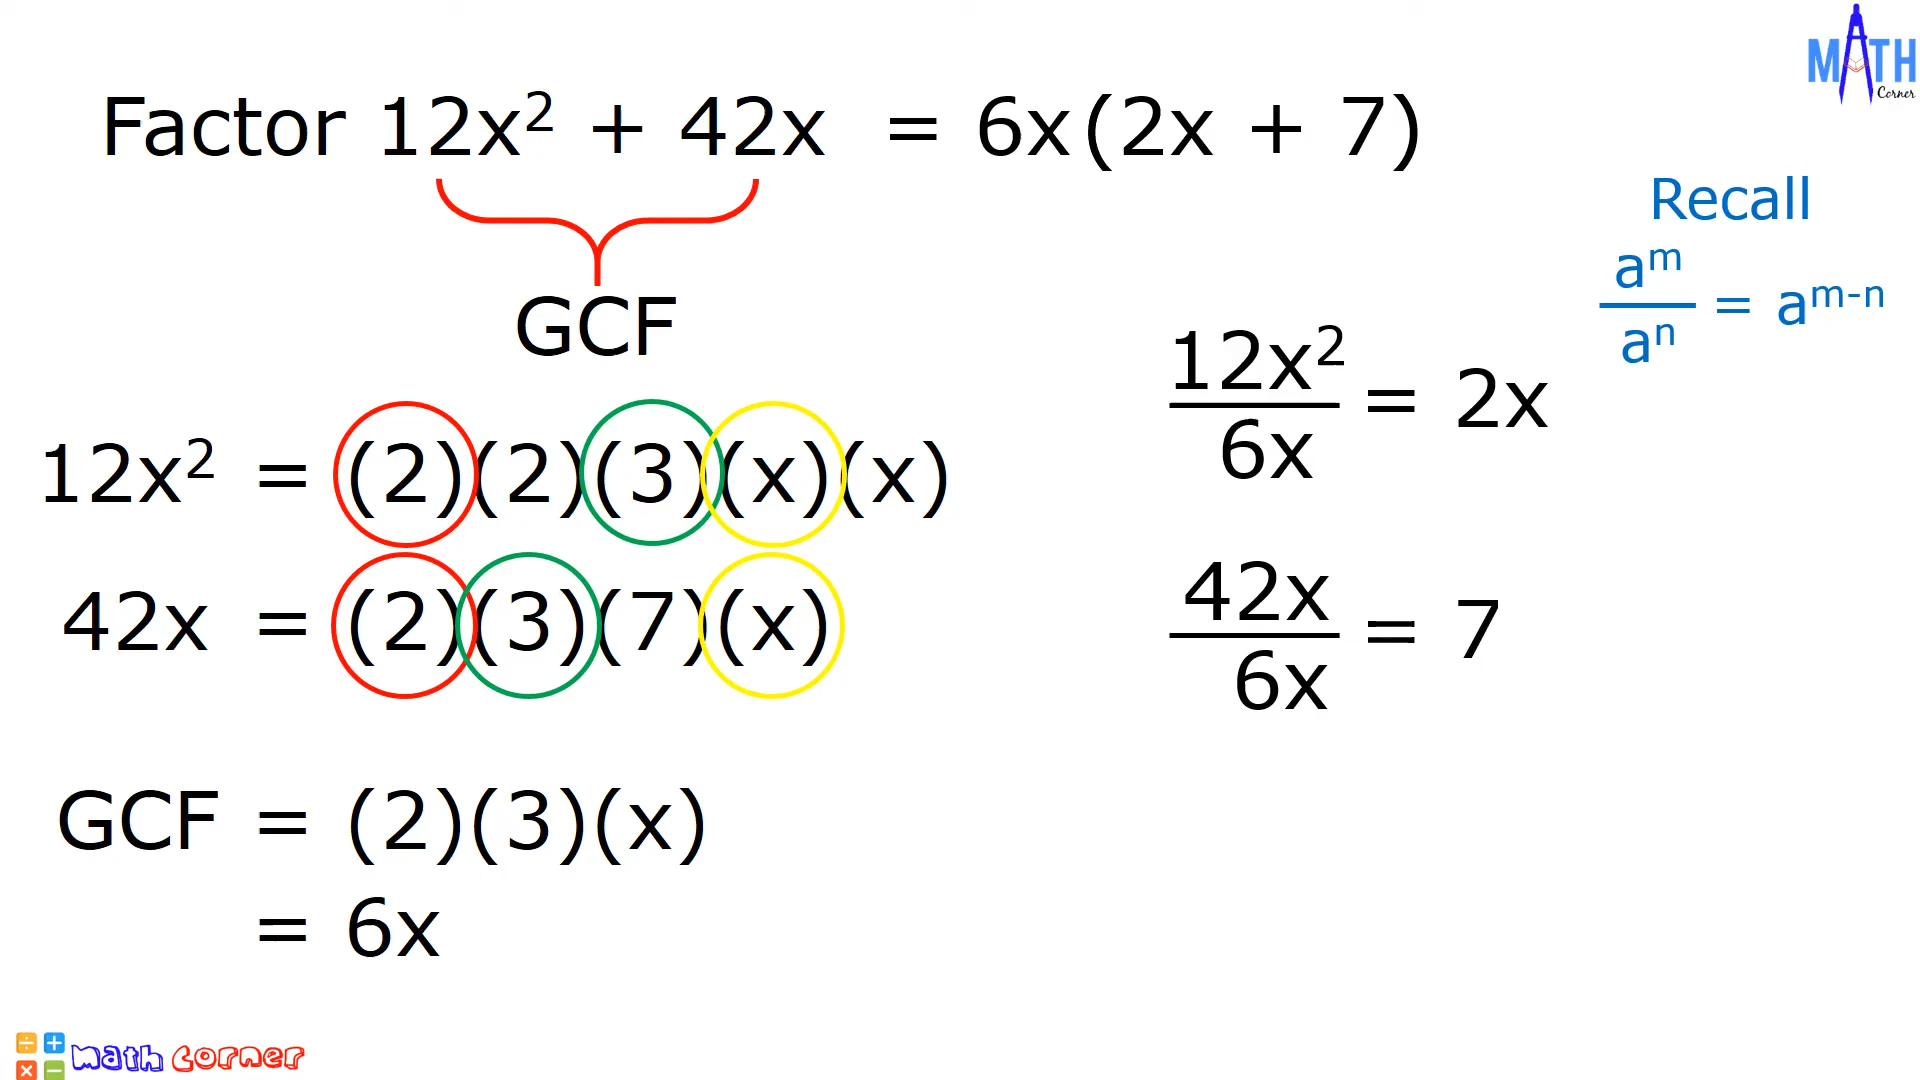 MATH
Corner
Factor 12x² + 42x = 6x(2x + 7)
Recall
aᵐ
aⁿ
= aᵐ⁻ⁿ
GCF
12x²
6x
= 2x
12x² = (2)(2)(3)(x)(x)
42x = (2)(3)(7)(x)
42x
6x
= 7
GCF = (2)(3)(x)
= 6x
÷ +
× −
math corner